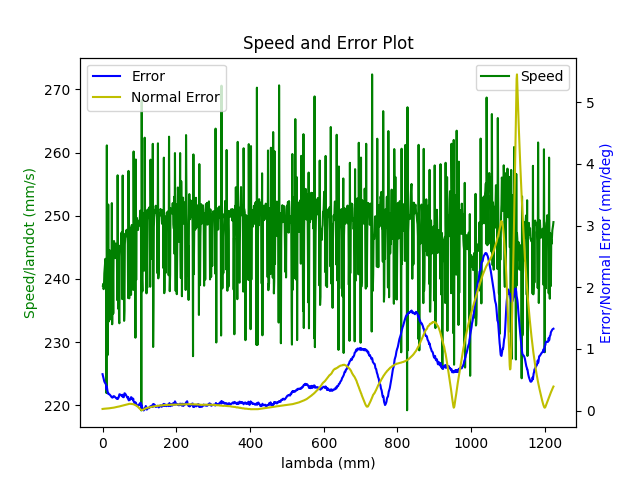 Speed and Error Plot
Error
Normal Error
Speed
270
260
250
240
230
220
5
4
3
2
1
0
0 200 400 600 800 1000 1200
lambda (mm)
Speed/lamdot (mm/s)
Error/Normal Error (mm/deg)